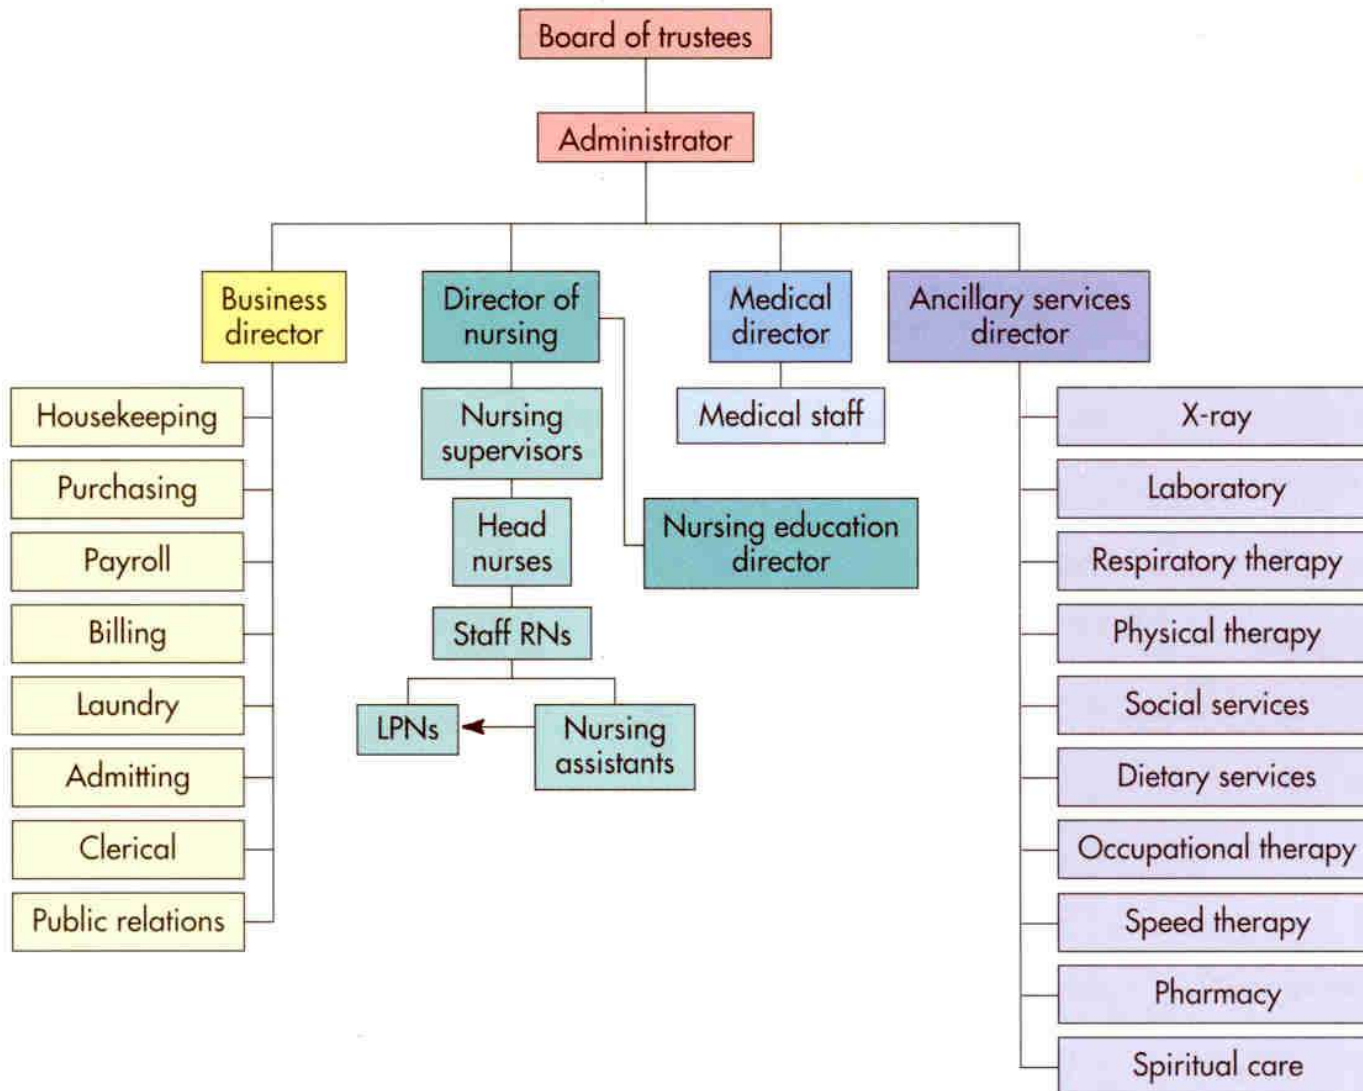 Board of trustees
Administrator
Business
director
Director of
nursing
Medical
director
Ancillary services
director
Housekeeping
Purchasing
Payroll
Billing
Laundry
Admitting
Clerical
Public relations
Nursing
supervisors
Head
nurses
Staff RNs
LPNs
Nursing
assistants
Nursing education
director
Medical staff
X-ray
Laboratory
Respiratory therapy
Physical therapy
Social services
Dietary services
Occupational therapy
Speed therapy
Pharmacy
Spiritual care